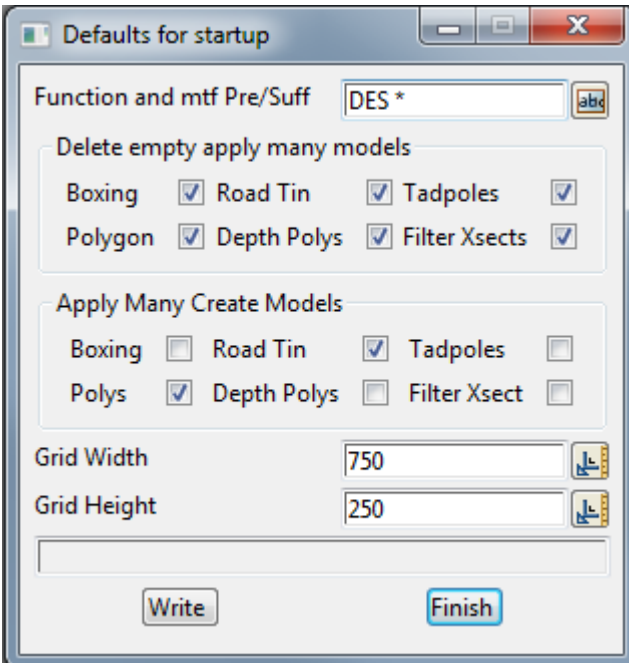 Defaults for startup
Function and mtf Pre/Suff DES * abc
Delete empty apply many models
Boxing Road Tin Tadpoles
Polygon Depth Polys Filter Xsects
Apply Many Create Models
Boxing Road Tin Tadpoles
Polys Depth Polys Filter Xsect
Grid Width 750
Grid Height 250
Write Finish